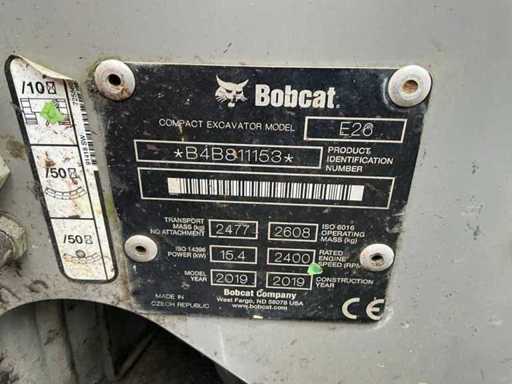 Bobcat.
COMPACT EXCAVATOR MODEL E26
*B4B811153* PRODUCT IDENTIFICATION NUMBER
TRANSPORT MASS (kg) NO ATTACHMENT 2477 2608 ISO 6016 OPERATING MASS (kg)
ISO 14396 POWER (kW) 15.4 2400 RATED ENGINE SPEED (RPM)
MODEL YEAR 2019 2019 CONSTRUCTION YEAR
Bobcat Company
West Fargo, ND 58078 USA
www.bobcat.com
MADE IN
CZECH REPUBLIC
CE
/10
/50
/50